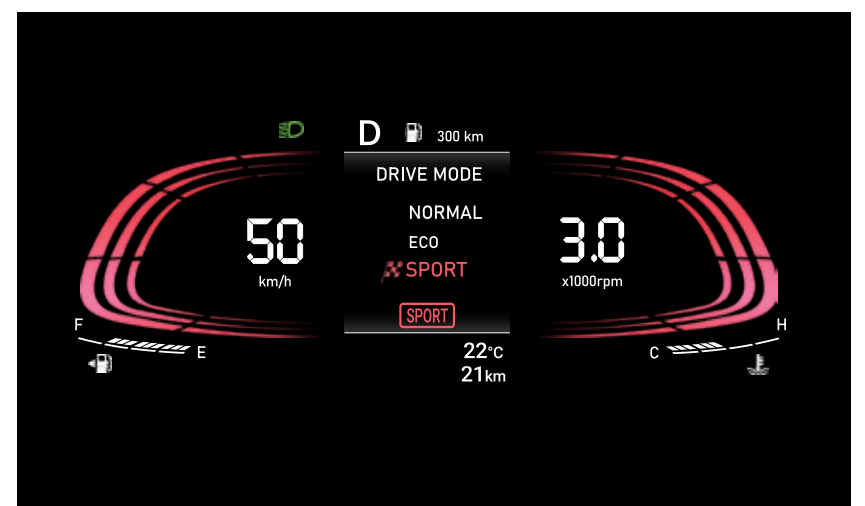 D 300 km
DRIVE MODE
NORMAL
ECO
SPORT
SPORT
50
km/h
3.0
x1000rpm
F
E
C
H
22°C
21km